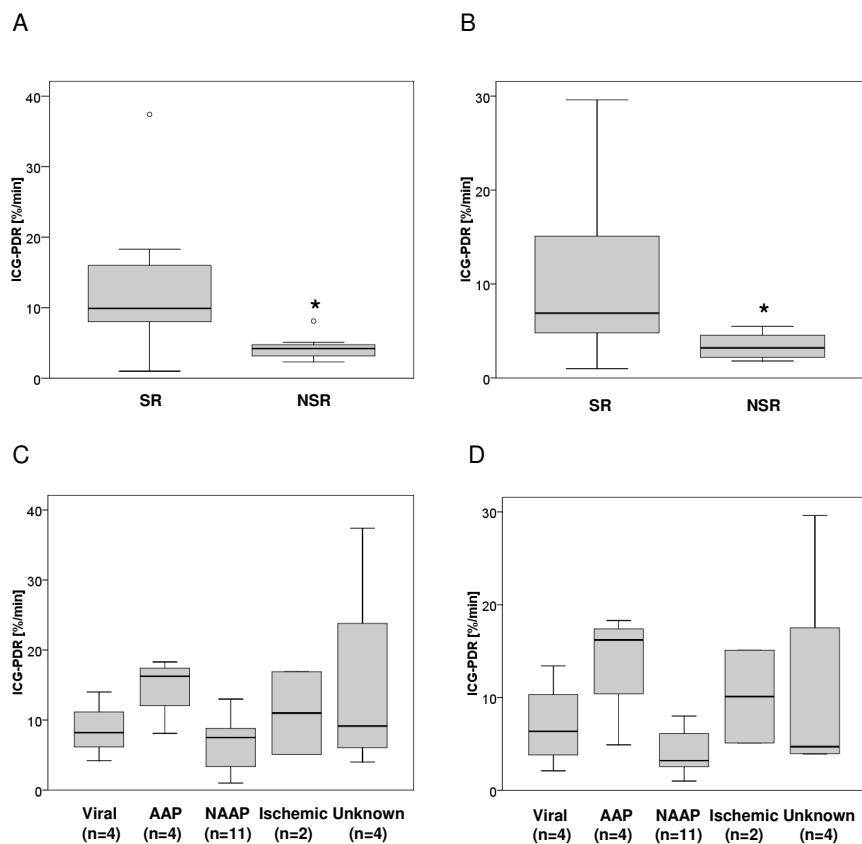 A
B
ICG-PDR [%/min]
40
30
20
10
0
*
SR
NSR
ICG-PDR [%/min]
30
20
10
0
*
SR
NSR
C
D
ICG-PDR [%/min]
40
30
20
10
0
Viral AAP NAAP Ischemic Unknown
(n=4) (n=4) (n=11) (n=2) (n=4)
ICG-PDR [%/min]
30
20
10
0
Viral AAP NAAP Ischemic Unknown
(n=4) (n=4) (n=11) (n=2) (n=4)